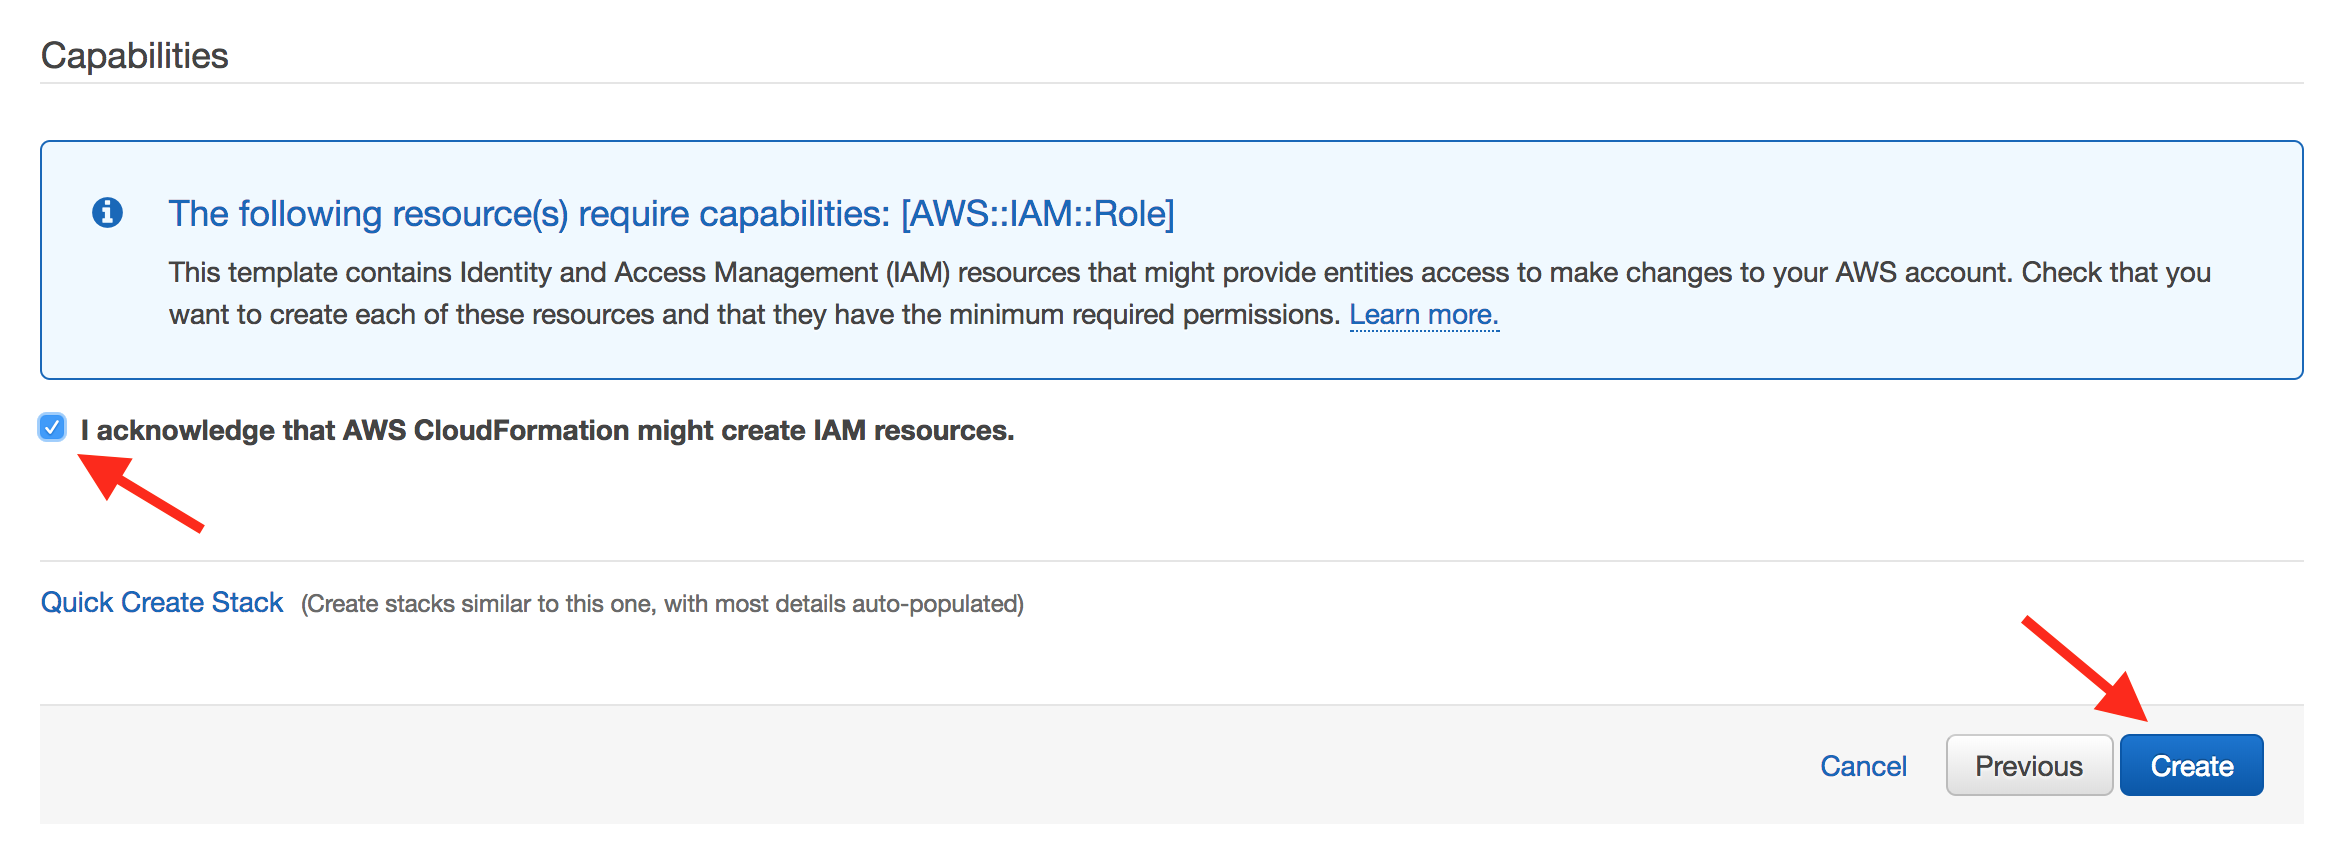 Capabilities
The following resource(s) require capabilities: [AWS::IAM::Role]
This template contains Identity and Access Management (IAM) resources that might provide entities access to make changes to your AWS account. Check that you
want to create each of these resources and that they have the minimum required permissions. Learn more.
I acknowledge that AWS CloudFormation might create IAM resources.
Quick Create Stack (Create stacks similar to this one, with most details auto-populated)
Cancel Previous Create